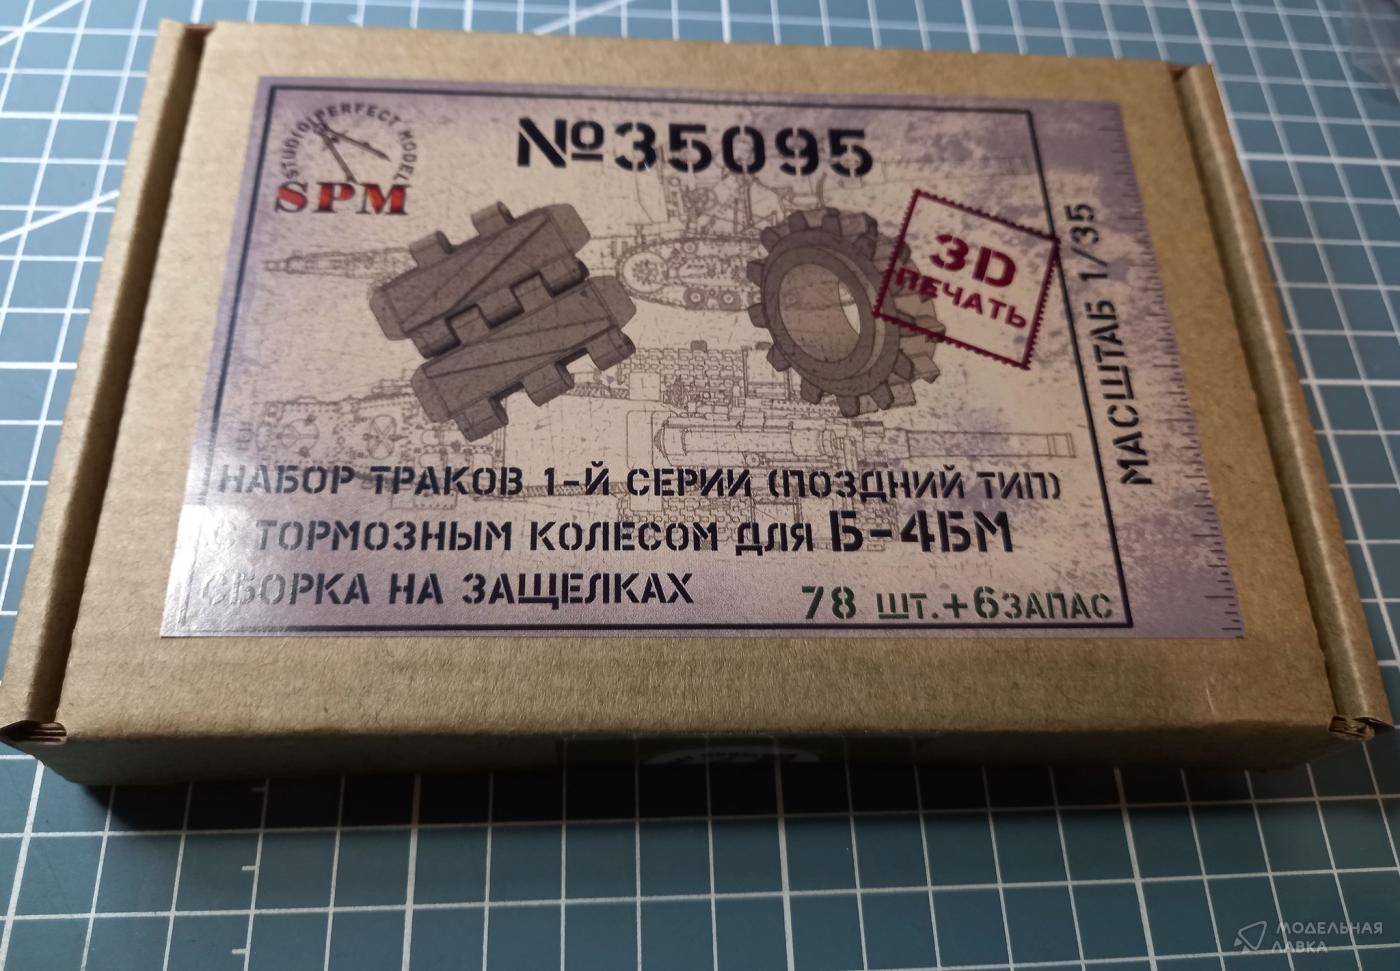 STUDIO PERFECT MODEL
SPM
№35095
3D
ПЕЧАТЬ
МАСШТАБ 1/35
НАБОР ТРАКОВ 1-Й СЕРИИ (ПОЗДНИЙ ТИП)
С ТОРМОЗНЫМ КОЛЕСОМ ДЛЯ Б-4БМ
СБОРКА НА ЗАЩЕЛКАХ
78 ШТ.+6ЗАПАС
МОДЕЛЬНАЯ
ЛАВКА